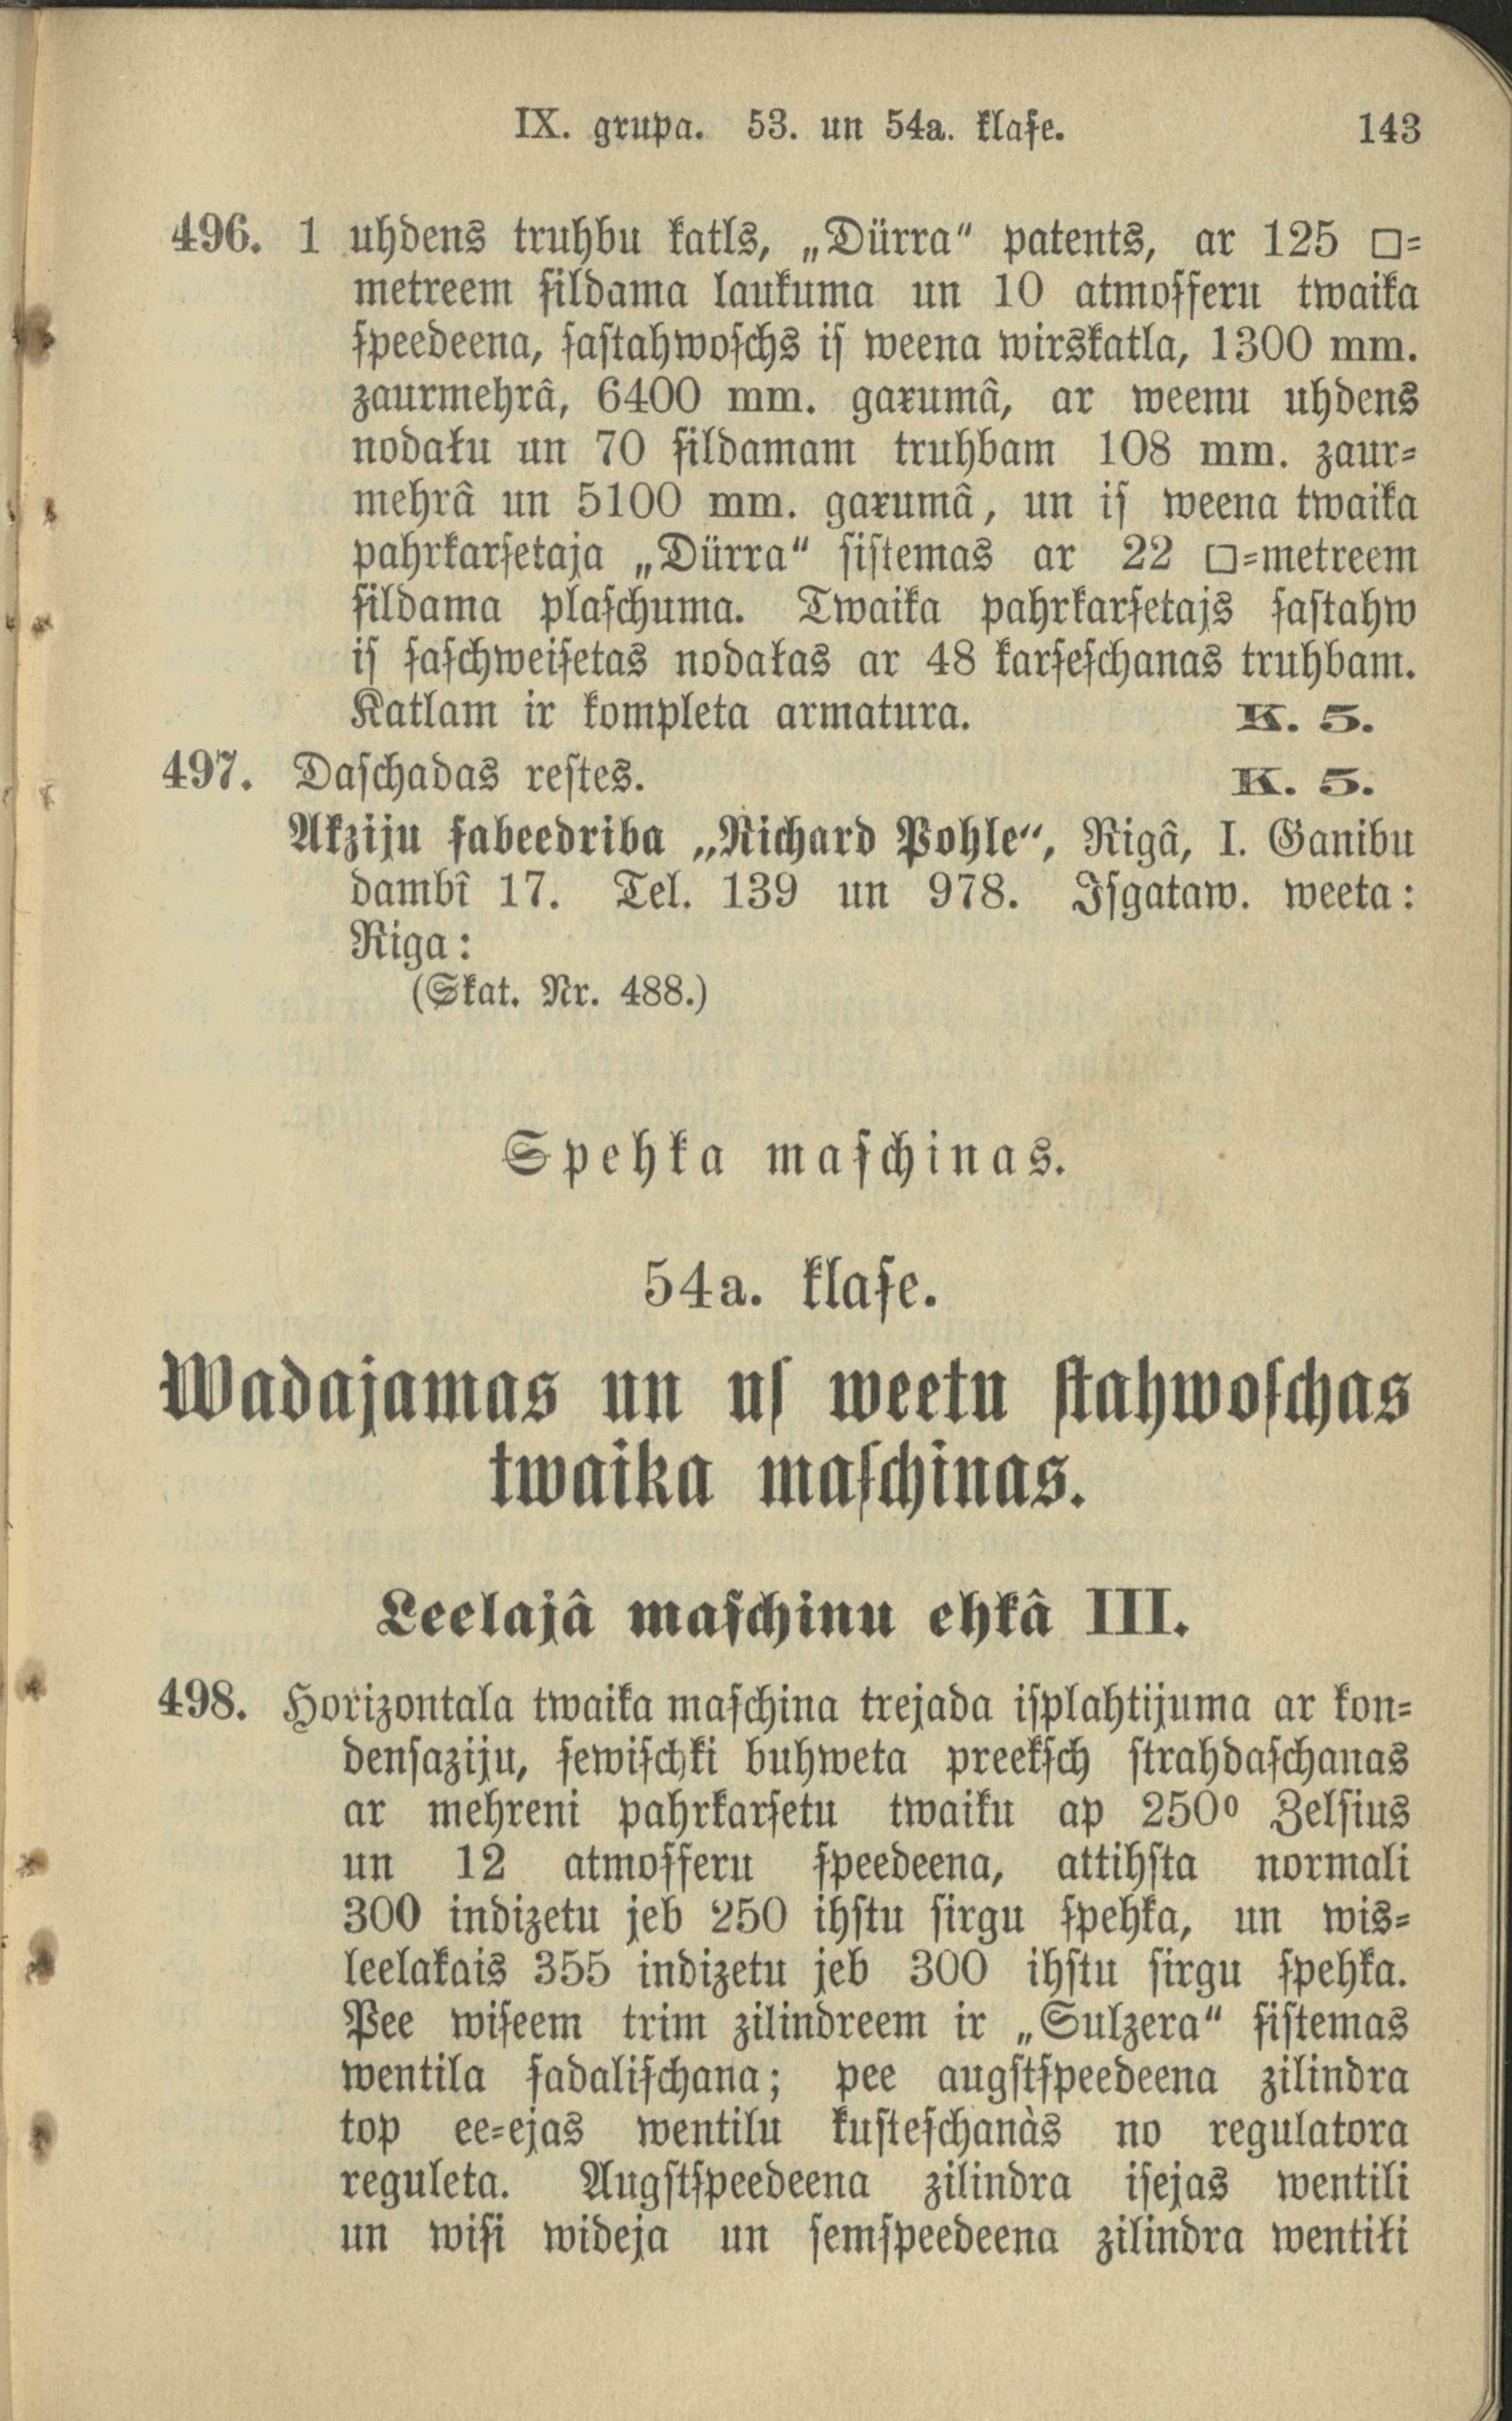 IX. grupa. 53. un 54a. klaſe. 143
496. 1 uhdens truhbu katls, „Dürra“ patents, ar 125 □-
metreem ſildama laukuma un 10 atmoſferu twaika
ſpeedeena, ſaſtahwoſchs iſ weena wirskatla, 1300 mm.
zaurmehrâ, 6400 mm. gaŗumâ, ar weenu uhdens
nodaļu un 70 ſildamam truhbam 108 mm. zaur-
mehrâ un 5100 mm. gaŗumâ, un iſ weena twaika
pahrkarſetaja „Dürra“ ſiſtemas ar 22 □-metreem
ſildama plaſchuma. Twaika pahrkarſetajs ſaſtahw
iſ ſaſchweiſetas nodaļas ar 48 karſeſchanas truhbam.
Katlam ir kompleta armatura. K. 5.
497. Daſchadas reſtes. K. 5.
Akziju ſabeedriba „Richard Pohle“, Rigâ, I. Ganibu
dambî 17. Tel. 139 un 978. Iſgataw. weeta:
Riga:
(Skat. Nr. 488.)
Spehka maſchinas.
54a. klaſe.
Wadajamas un uſ weetu ſtahwoſchas
twaika maſchinas.
Leelajâ maſchinu ehkâ III.
498. Horizontala twaika maſchina trejada iſplahtijuma ar kon-
denſaziju, ſewiſchki buhweta preekſch ſtrahdaſchanas
ar mehreni pahrkarſetu twaiku ap 250⁰ Zelſius
un 12 atmoſferu ſpeedeena, attihſta normali
300 indizetu jeb 250 ihſtu ſirgu ſpehka, un wis-
leelakais 355 indizetu jeb 300 ihſtu ſirgu ſpehka.
Pee wiſeem trim zilindreem ir „Sulzera“ ſiſtemas
wentila ſadaliſchana; pee augſtſpeedeena zilindra
top ee-ejas wentilu kuſteſchanàs no regulatora
reguleta. Augſtſpeedeena zilindra iſejas wentili
un wiſi wideja un ſemſpeedeena zilindra wentiļi